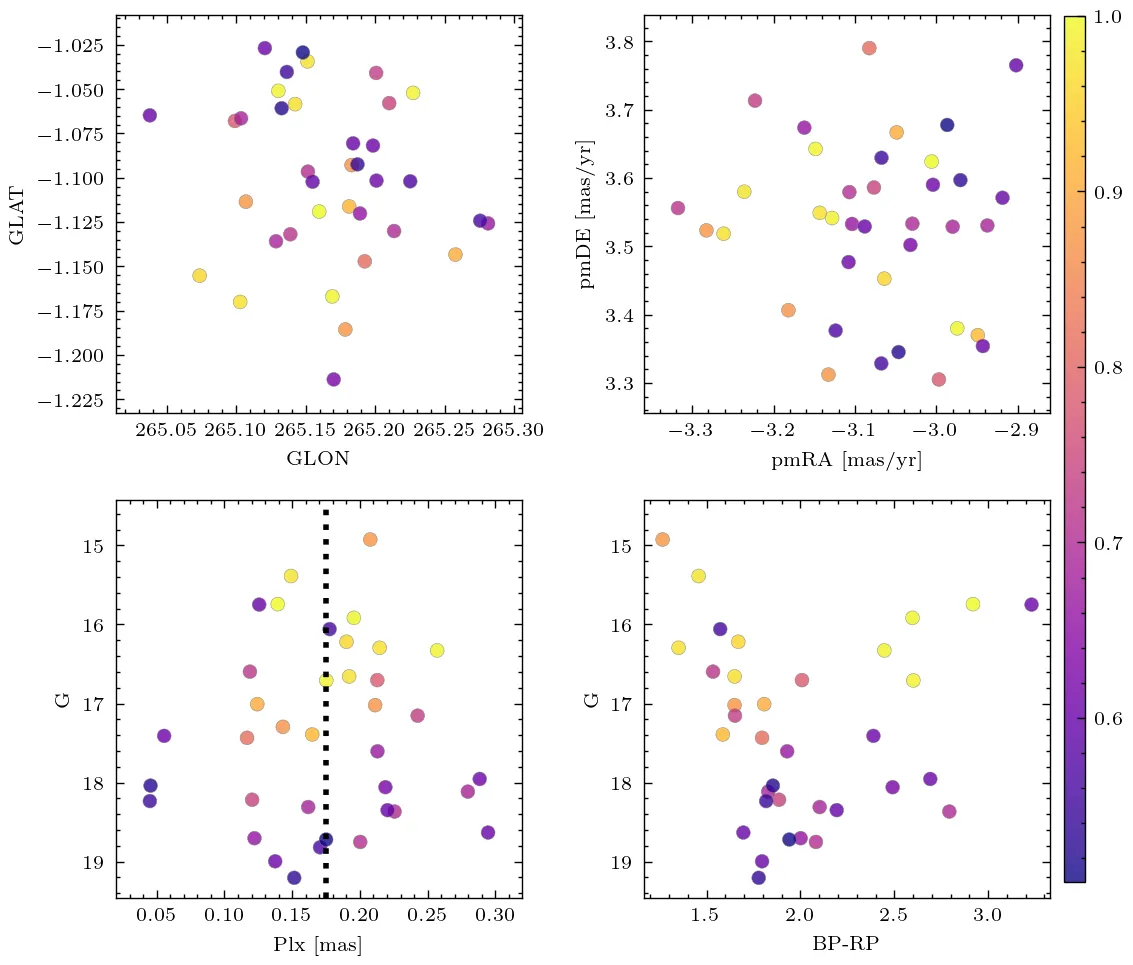 −1.025
−1.050
−1.075
−1.100
−1.125
−1.150
−1.175
−1.200
−1.225
GLAT
265.05 265.10 265.15 265.20 265.25 265.30
GLON
3.8
3.7
3.6
3.5
3.4
3.3
pmDE [mas/yr]
−3.3 −3.2 −3.1 −3.0 −2.9
pmRA [mas/yr]
15
16
17
18
19
G
0.05 0.10 0.15 0.20 0.25 0.30
Plx [mas]
15
16
17
18
19
G
1.5 2.0 2.5 3.0
BP-RP
1.0
0.9
0.8
0.7
0.6